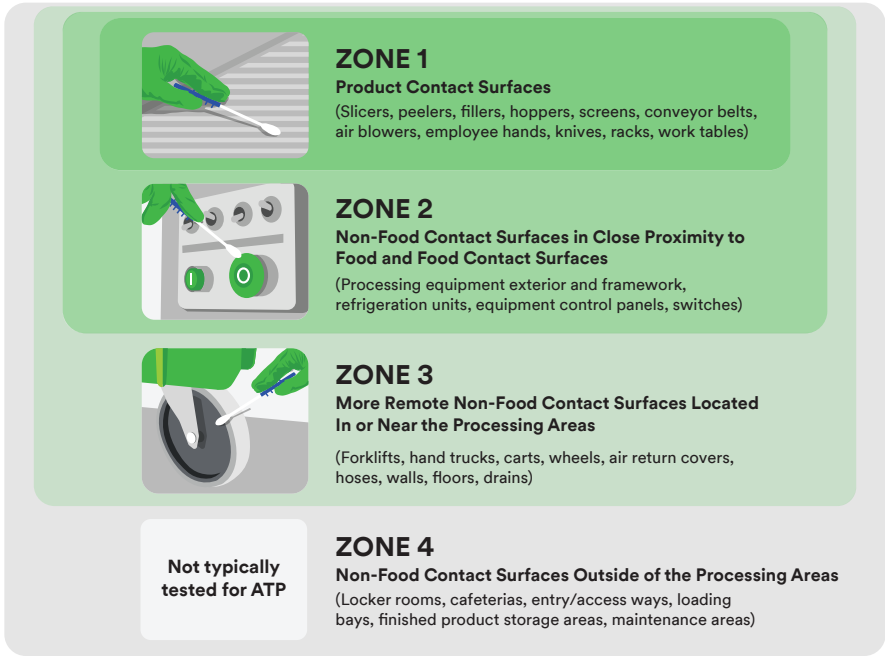 ZONE 1
Product Contact Surfaces
(Slicers, peelers, fillers, hoppers, screens, conveyor belts,
air blowers, employee hands, knives, racks, work tables)
ZONE 2
Non-Food Contact Surfaces in Close Proximity to
Food and Food Contact Surfaces
(Processing equipment exterior and framework,
refrigeration units, equipment control panels, switches)
ZONE 3
More Remote Non-Food Contact Surfaces Located
In or Near the Processing Areas
(Forklifts, hand trucks, carts, wheels, air return covers,
hoses, walls, floors, drains)
Not typically
tested for ATP
ZONE 4
Non-Food Contact Surfaces Outside of the Processing Areas
(Locker rooms, cafeterias, entry/access ways, loading
bays, finished product storage areas, maintenance areas)